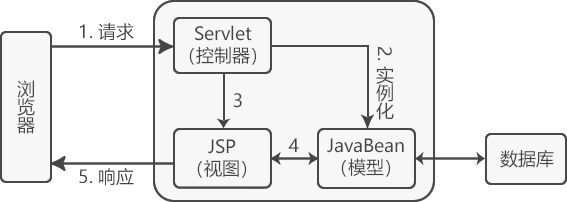 1. 请求
Servlet
(控制器)
2. 实例化
浏览器
3
JSP
(视图)
4
JavaBean
(模型)
数据库
5. 响应